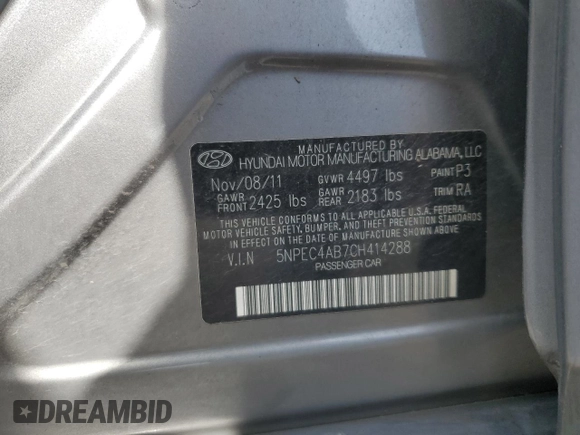 MANUFACTURED BY
HYUNDAI MOTOR MANUFACTURING ALABAMA, LLC
Nov/08/11 GVWR 4497 lbs PAINT P3
GAWR FRONT 2425 lbs GAWR REAR 2183 lbs TRIM RA
THIS VEHICLE CONFORMS TO ALL APPLICABLE U.S.A. FEDERAL
MOTOR VEHICLE SAFETY, BUMPER, AND THEFT PREVENTION STANDARDS
IN EFFECT ON THE DATE OF MANUFACTURE SHOWN ABOVE
V.I.N 5NPEC4AB7CH414288
PASSENGER CAR
DREAMBID